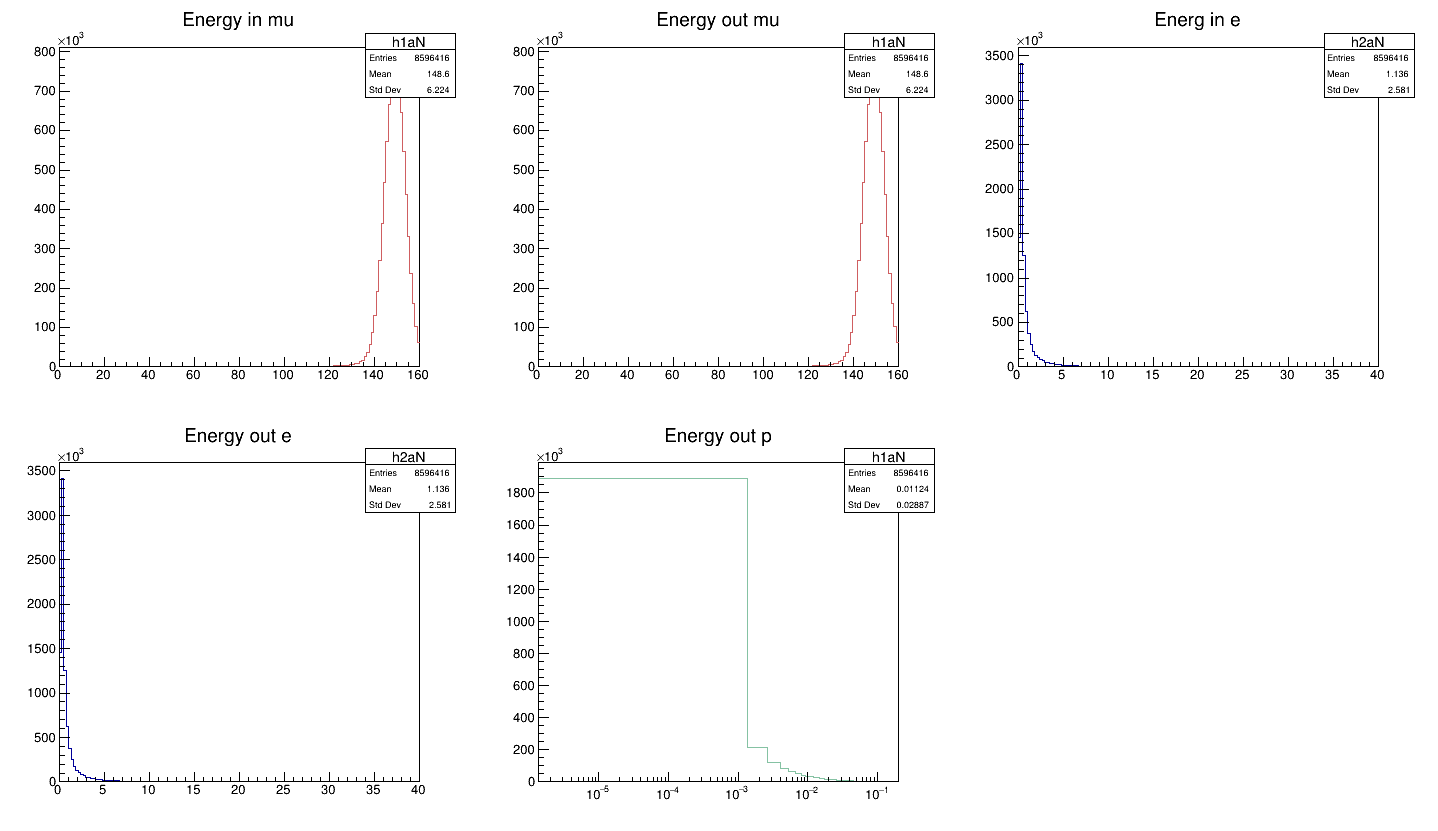 Energy in mu
×10³
h1aN
Entries 8596416
Mean 148.6
Std Dev 6.224
800
700
600
500
400
300
200
100
0
0 20 40 60 80 100 120 140 160
Energy out mu
×10³
h1aN
Entries 8596416
Mean 148.6
Std Dev 6.224
800
700
600
500
400
300
200
100
0
0 20 40 60 80 100 120 140 160
Energ in e
×10³
h2aN
Entries 8596416
Mean 1.136
Std Dev 2.581
3500
3000
2500
2000
1500
1000
500
0
0 5 10 15 20 25 30 35 40
Energy out e
×10³
h2aN
Entries 8596416
Mean 1.136
Std Dev 2.581
3500
3000
2500
2000
1500
1000
500
0
0 5 10 15 20 25 30 35 40
Energy out p
×10³
h1aN
Entries 8596416
Mean 0.01124
Std Dev 0.02887
1800
1600
1400
1200
1000
800
600
400
200
0
10⁻⁵ 10⁻⁴ 10⁻³ 10⁻² 10⁻¹